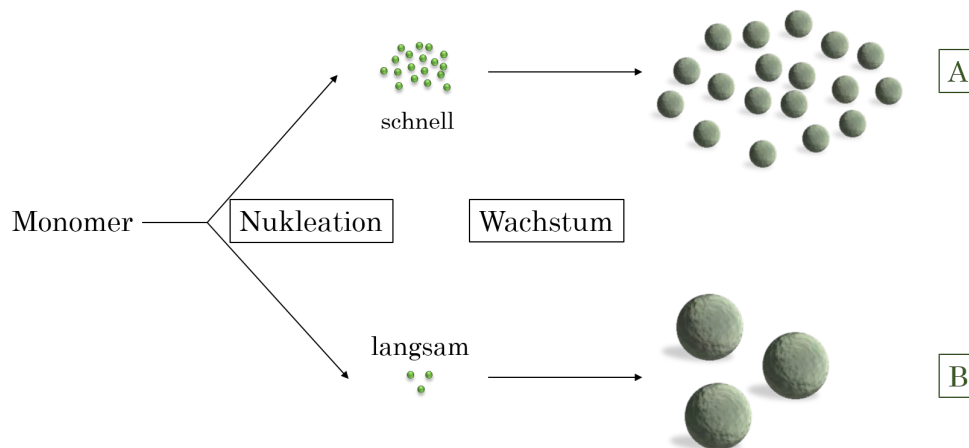 A
schnell
Monomer
Nukleation
Wachstum
langsam
B